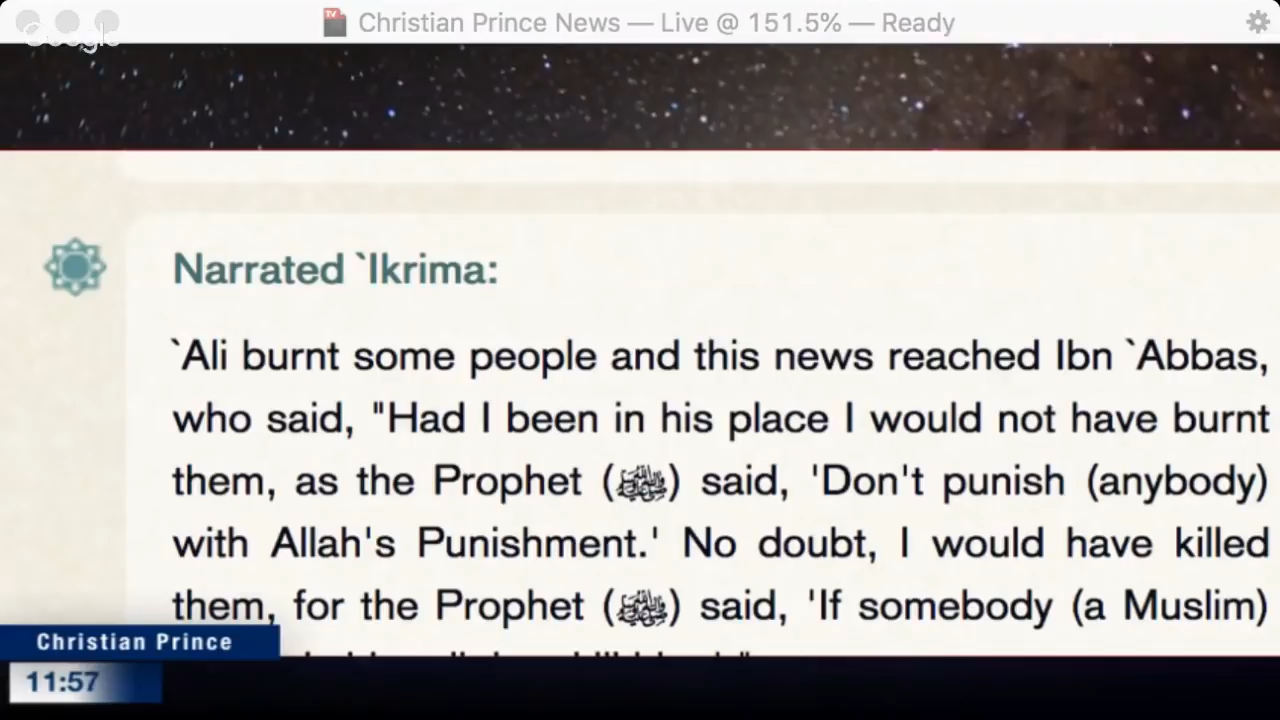 Christian Prince News — Live @ 151.5% — Ready
Google
Narrated `Ikrima:
`Ali burnt some people and this news reached Ibn `Abbas,
who said, "Had I been in his place I would not have burnt
them, as the Prophet (ﷺ) said, 'Don't punish (anybody)
with Allah's Punishment.' No doubt, I would have killed
them, for the Prophet (ﷺ) said, 'If somebody (a Muslim)
Christian Prince
11:57